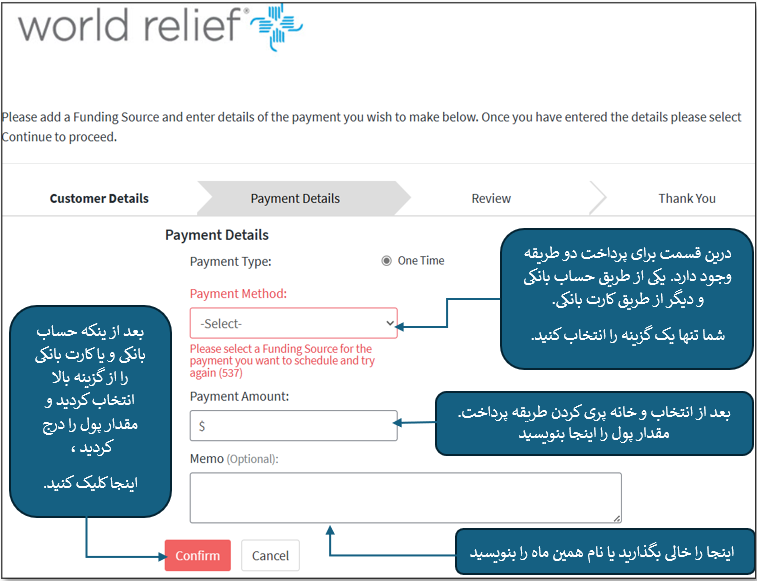 world relief®
Please add a Funding Source and enter details of the payment you wish to make below. Once you have entered the details please select
Continue to proceed.
Customer Details
Payment Details
Review
Thank You
Payment Details
Payment Type:
One Time
درین قسمت برای پرداخت دو طریقه
وجود دارد. یکی از طریق حساب بانکی
و دیگر از طریق کارت بانکی.
شما تنها یک گزینه را انتخاب کنید.
Payment Method:
-Select-
Please select a Funding Source for the
payment you want to schedule and try
again (537)
بعد از ینکه حساب
بانکی و یا کارت بانکی
را از گزینه بالا
انتخاب کردید و
مقدار پول را درج
کردید ،
اینجا کلیک کنید.
Payment Amount:
$
بعد از انتخاب و خانه پری کردن طریقه پرداخت.
مقدار پول را اینجا بنویسید
Memo (Optional):
اینجا را خالی بگذارید یا نام همین ماه را بنویسید
Confirm
Cancel